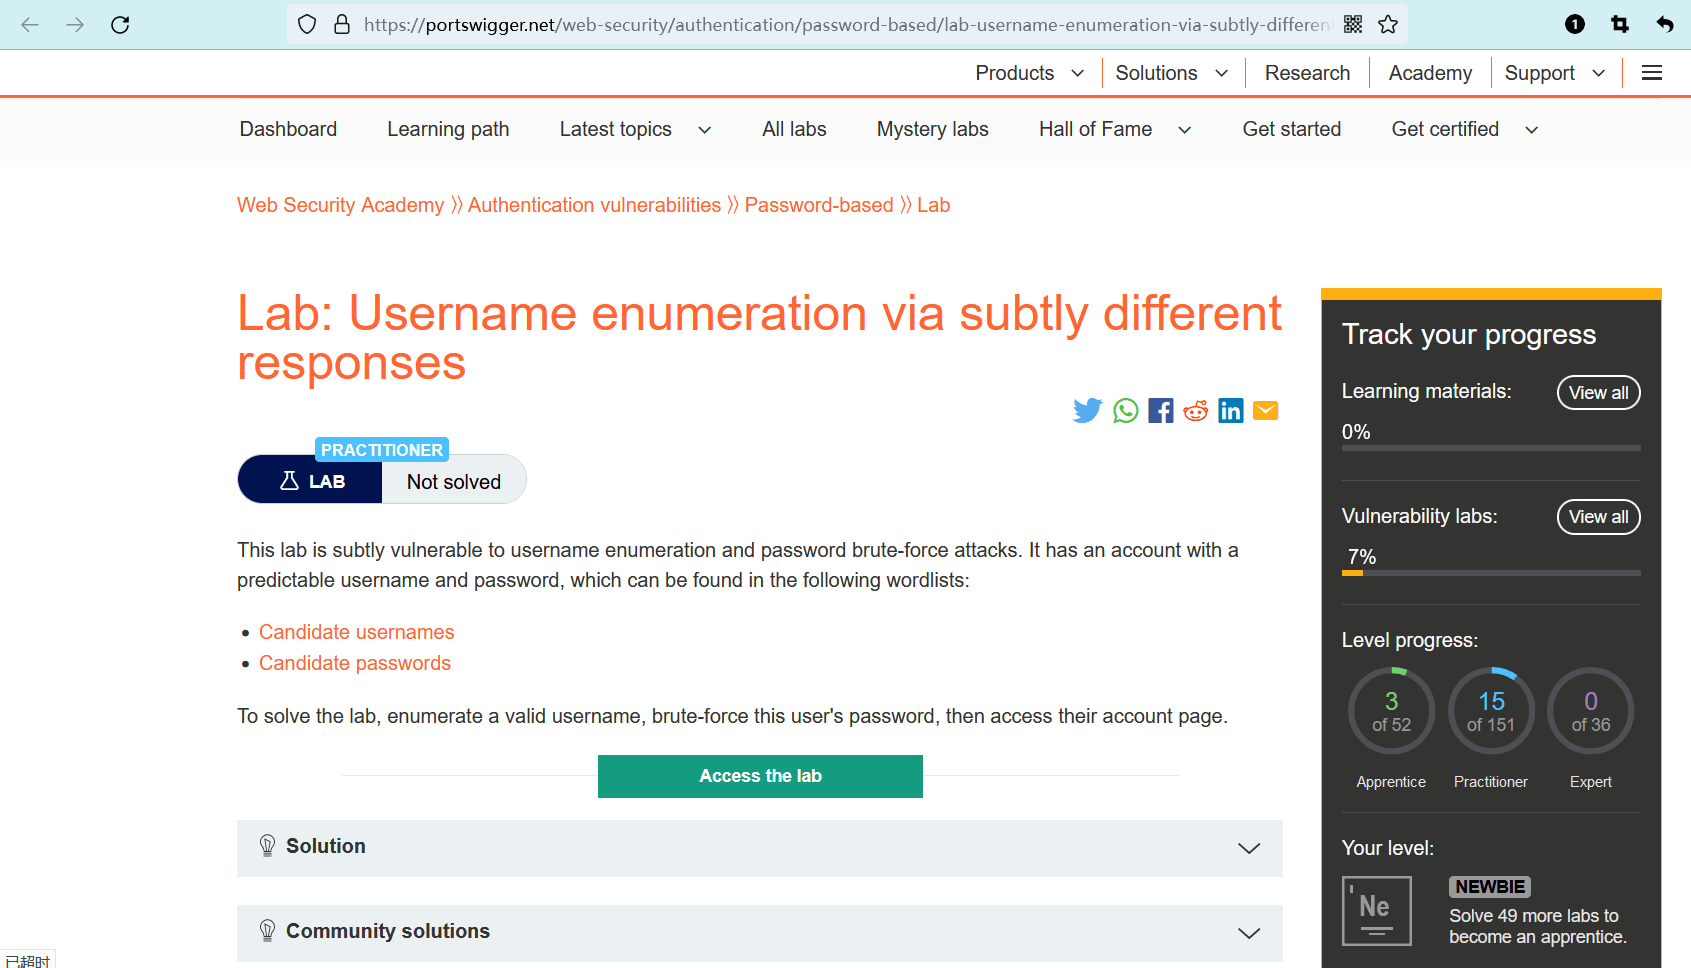 https://portswigger.net/web-security/authentication/password-based/lab-username-enumeration-via-subtly-differen
1
Products
Solutions
Research
Academy
Support
Dashboard
Learning path
Latest topics
All labs
Mystery labs
Hall of Fame
Get started
Get certified
Web Security Academy 》 Authentication vulnerabilities 》 Password-based 》 Lab
Lab: Username enumeration via subtly different
responses
PRACTITIONER
LAB
Not solved
This lab is subtly vulnerable to username enumeration and password brute-force attacks. It has an account with a
predictable username and password, which can be found in the following wordlists:
• Candidate usernames
• Candidate passwords
To solve the lab, enumerate a valid username, brute-force this user's password, then access their account page.
Access the lab
Solution
Community solutions
Track your progress
Learning materials:
View all
0%
Vulnerability labs:
View all
7%
Level progress:
3
of 52
15
of 151
0
of 36
Apprentice
Practitioner
Expert
Your level:
Ne
NEWBIE
Solve 49 more labs to
become an apprentice.
已超时